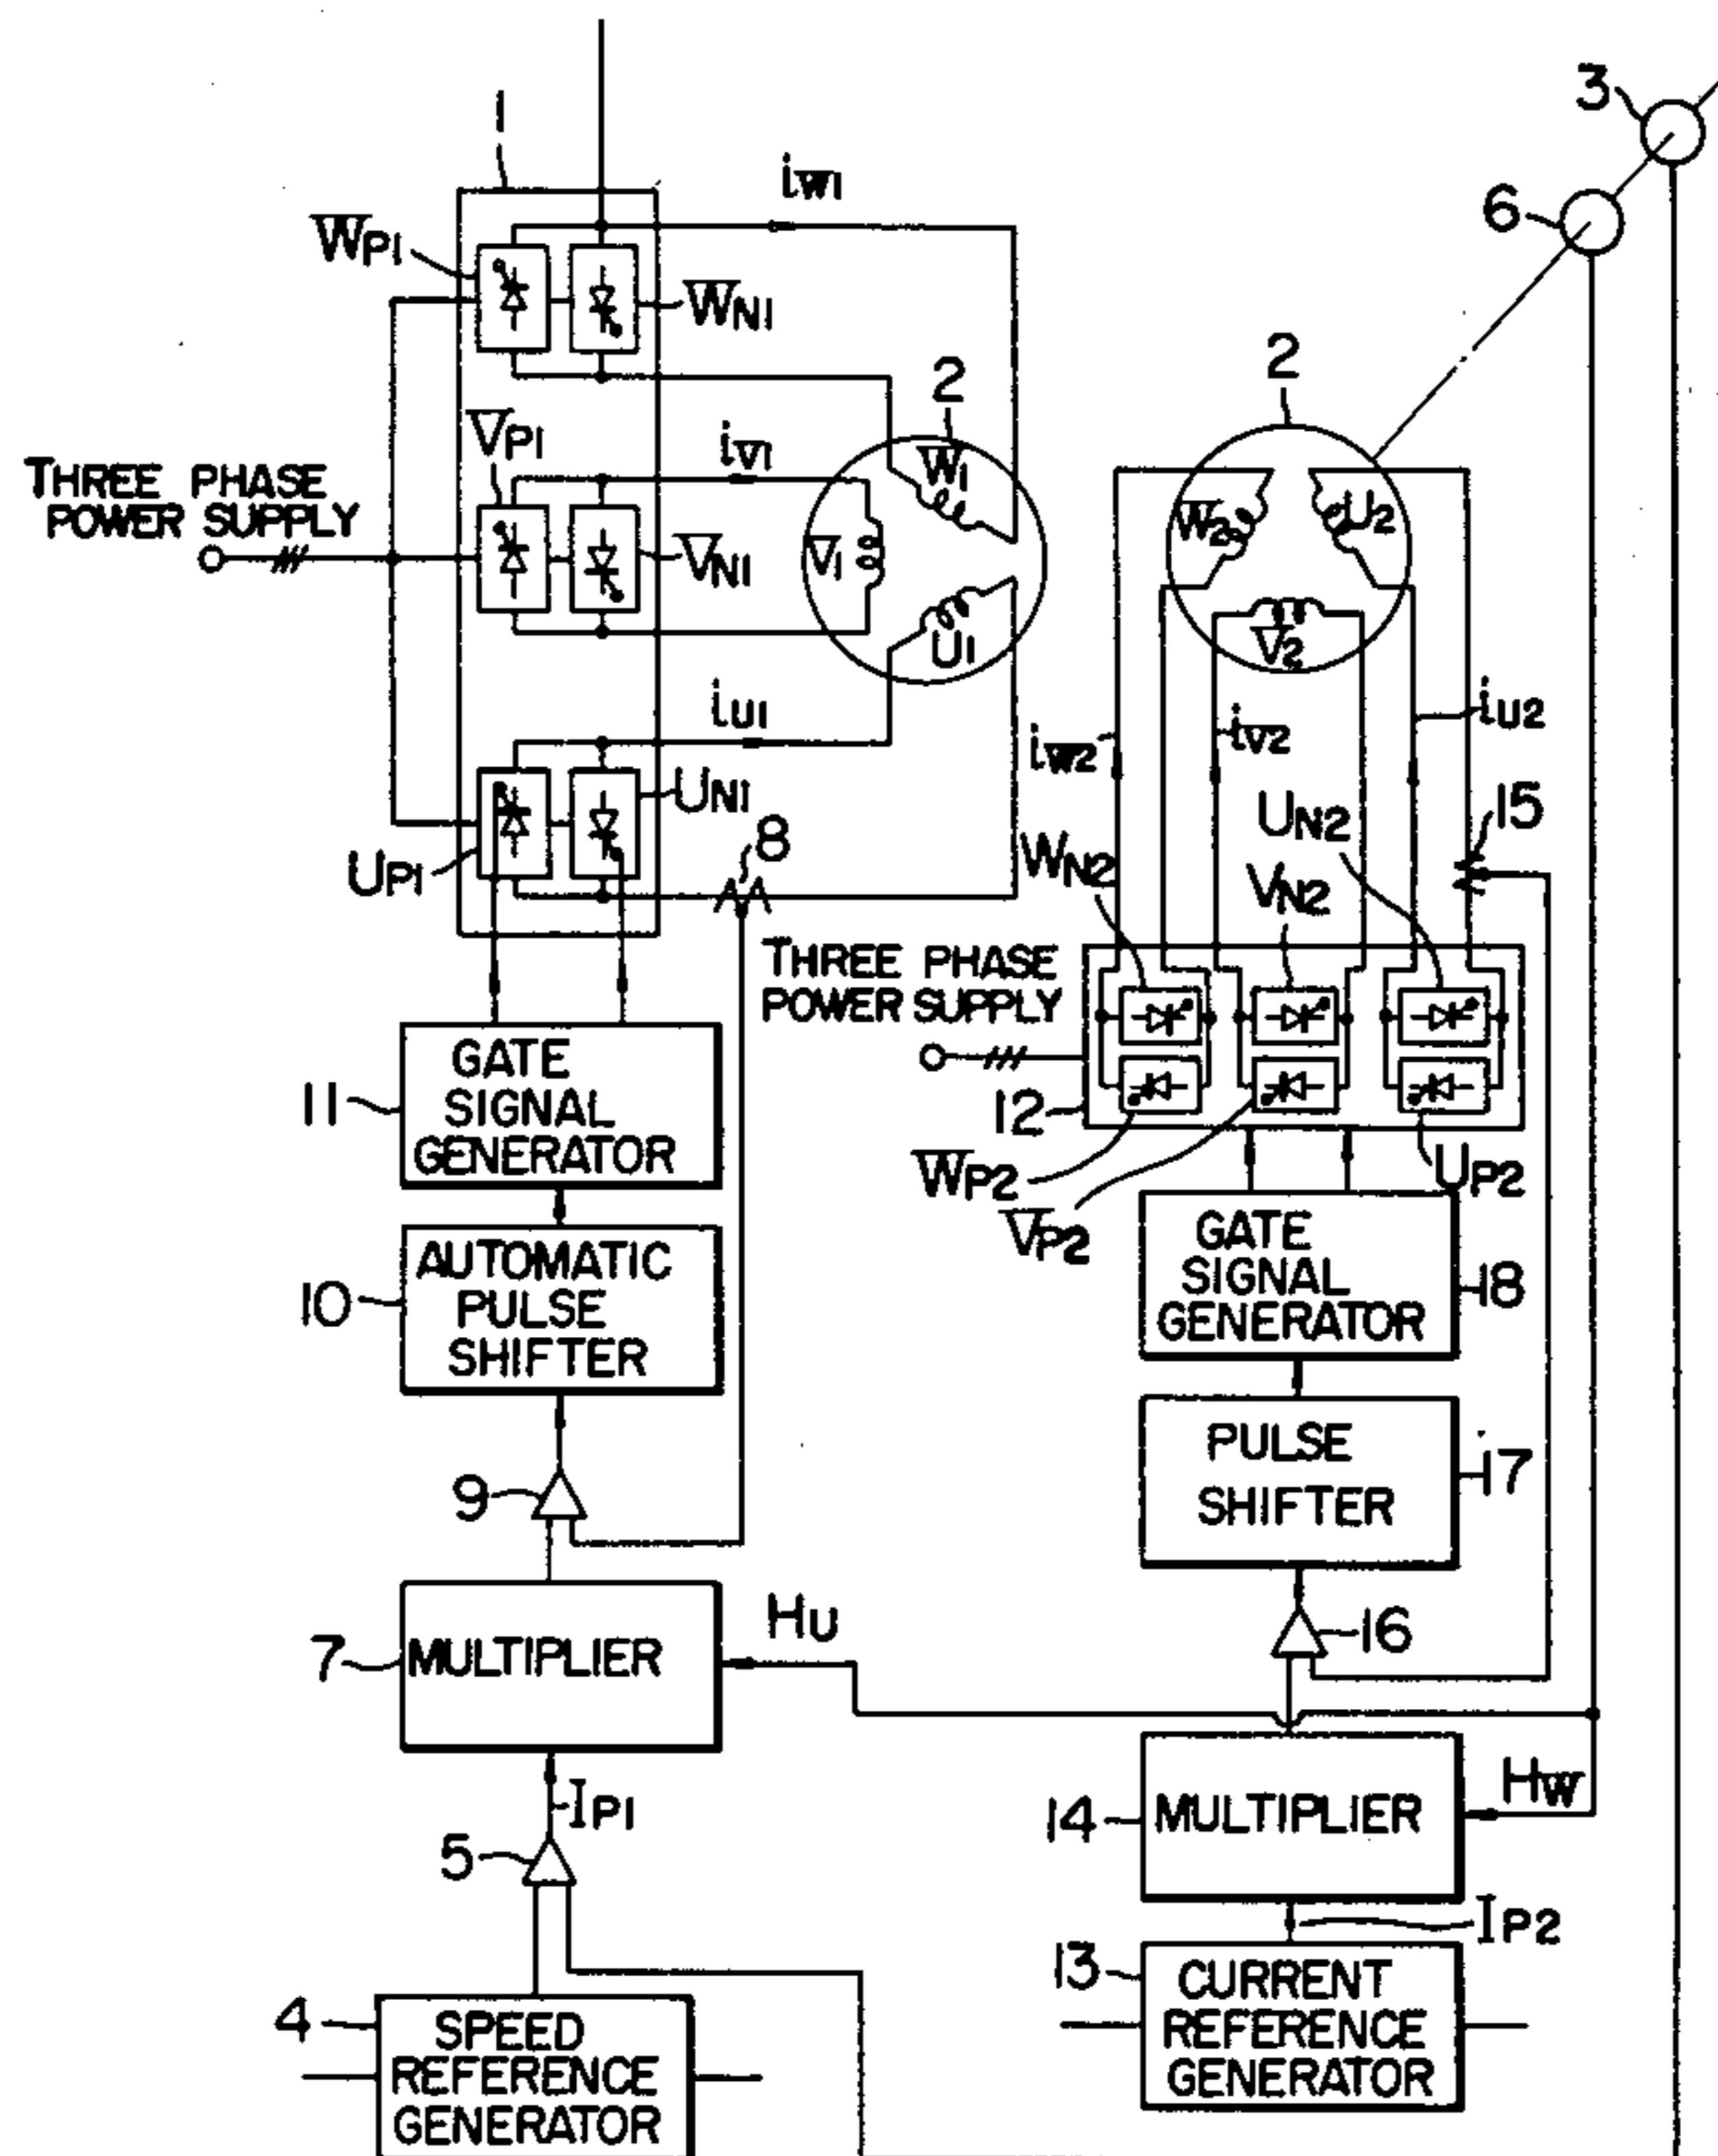 1
3
iW1
6
WP1
WN1
2
2
VP1
iV1
W1
THREE PHASE
POWER SUPPLY
W2
U2
V1
VN1
U1
V2
iU1
iW2
iV2
iU2
UN1
UN2
15
8
WN2
UP1
VN2
THREE PHASE
POWER SUPPLY
11
GATE
SIGNAL
GENERATOR
12
WP2
UP2
VP2
10
AUTOMATIC
PULSE
SHIFTER
GATE
SIGNAL
GENERATOR
18
9
PULSE
SHIFTER
17
HU
16
7
MULTIPLIER
HW
IP1
14
MULTIPLIER
5
IP2
13
CURRENT
REFERENCE
GENERATOR
4
SPEED
REFERENCE
GENERATOR